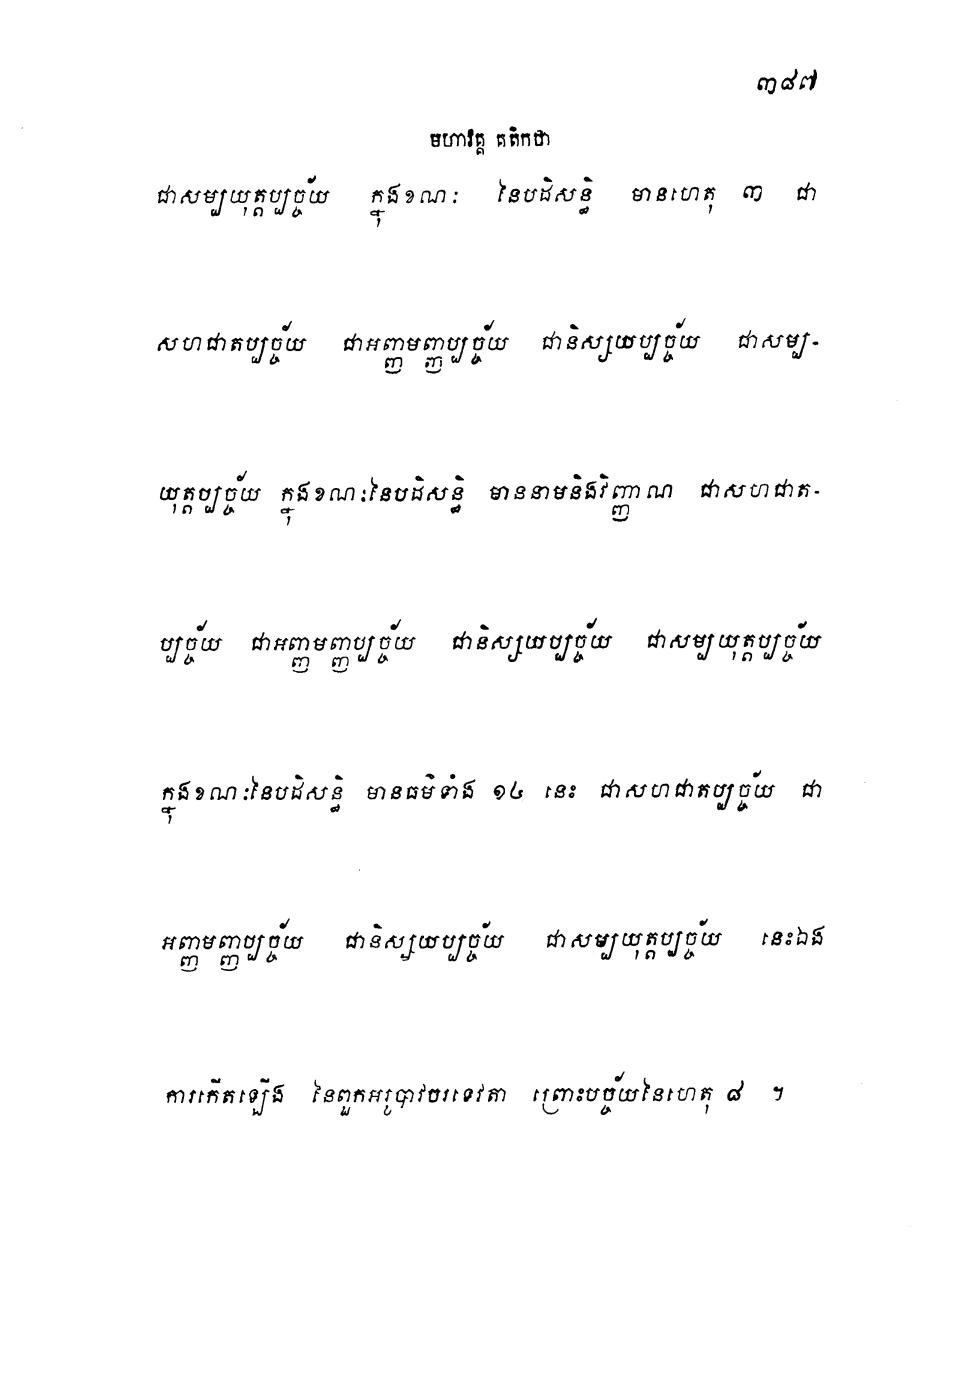 ៣៨៧
មហាវគ្គ គតិកថា
ជាសម្បយុត្តប្បច្ច័យ ក្នុងខណៈ នៃបដិសន្ធិ មានហេតុ ៣ ជា
សហជាតប្បច្ច័យ ជាអញ្ញមញ្ញប្បច្ច័យ ជានិស្សយប្បច្ច័យ ជាសម្ប-
យុត្តប្បច្ច័យ ក្នុងខណៈនៃបដិសន្ធិ មាននាមនិងវិញ្ញាណ ជាសហជាត-
ប្បច្ច័យ ជាអញ្ញមញ្ញប្បច្ច័យ ជានិស្សយប្បច្ច័យ ជាសម្បយុត្តប្បច្ច័យ
ក្នុងខណៈនៃបដិសន្ធិ មានធម៌ទាំង ១៤ នេះ ជាសហជាតប្បច្ច័យ ជា
អញ្ញមញ្ញប្បច្ច័យ ជានិស្សយប្បច្ច័យ ជាសម្បយុត្តប្បច្ច័យ នេះឯង
ការកើតឡើង នៃពួកអរូបាវចរទេវតា ព្រោះបច្ច័យនៃហេតុ ៨ ។